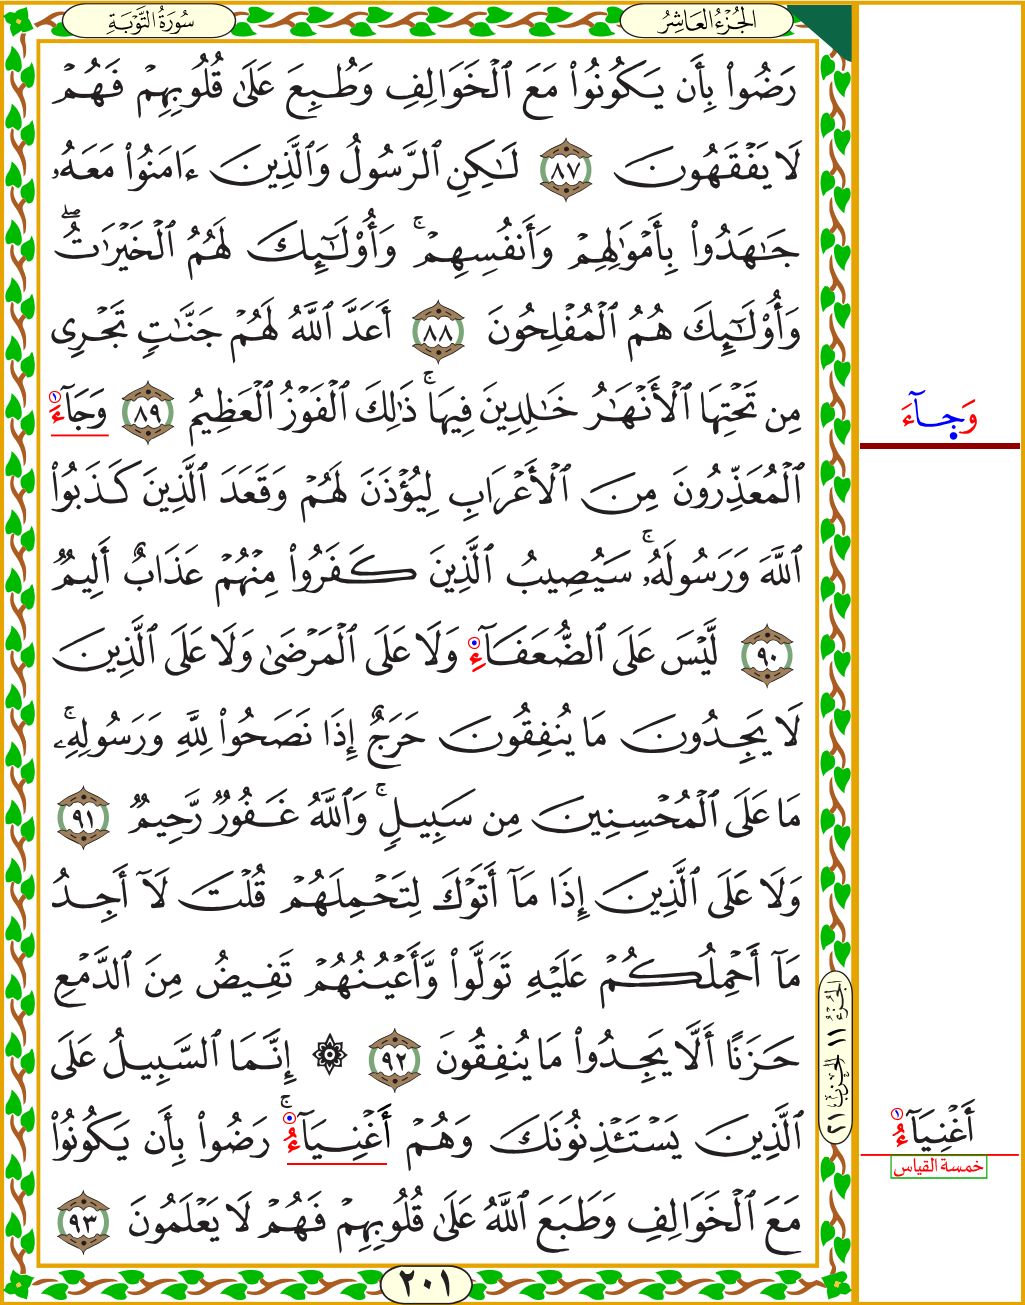 سُورَةُ التَّوۡبَةِ
الجُزْءُ العَاشِرُ
رَضُواْ بِأَن يَكُونُواْ مَعَ ٱلۡخَوَالِفِ وَطُبِعَ عَلَىٰ قُلُوبِهِمۡ فَهُمۡ
لَا يَفۡقَهُونَ ٨٧ لَٰكِنِ ٱلرَّسُولُ وَٱلَّذِينَ ءَامَنُواْ مَعَهُۥ
جَٰهَدُواْ بِأَمۡوَٰلِهِمۡ وَأَنفُسِهِمۡۚ وَأُوْلَٰٓئِكَ لَهُمُ ٱلۡخَيۡرَٰتُۖ
وَأُوْلَٰٓئِكَ هُمُ ٱلۡمُفۡلِحُونَ ٨٨ أَعَدَّ ٱللَّهُ لَهُمۡ جَنَّٰتٖ تَجۡرِي
مِن تَحۡتِهَا ٱلۡأَنۡهَٰرُ خَٰلِدِينَ فِيهَاۚ ذَٰلِكَ ٱلۡفَوۡزُ ٱلۡعَظِيمُ ٨٩ وَجَآءَ ١
وَجِآءَ
ٱلۡمُعَذِّرُونَ مِنَ ٱلۡأَعۡرَابِ لِيُؤۡذَنَ لَهُمۡ وَقَعَدَ ٱلَّذِينَ كَذَبُواْ
ٱللَّهَ وَرَسُولَهُۥۚ سَيُصِيبُ ٱلَّذِينَ كَفَرُواْ مِنۡهُمۡ عَذَابٌ أَلِيمٞ
٩٠ لَّيۡسَ عَلَى ٱلضُّعَفَآءِ وَلَا عَلَى ٱلۡمَرۡضَىٰ وَلَا عَلَى ٱلَّذِينَ
لَا يَجِدُونَ مَا يُنفِقُونَ حَرَجٌ إِذَا نَصَحُواْ لِلَّهِ وَرَسُولِهِۦۚ
مَا عَلَى ٱلۡمُحۡسِنِينَ مِن سَبِيلٖۚ وَٱللَّهُ غَفُورٞ رَّحِيمٞ ٩١
وَلَا عَلَى ٱلَّذِينَ إِذَا مَآ أَتَوۡكَ لِتَحۡمِلَهُمۡ قُلۡتَ لَآ أَجِدُ
مَآ أَحۡمِلُكُمۡ عَلَيۡهِ تَوَلَّواْ وَّأَعۡيُنُهُمۡ تَفِيضُ مِنَ ٱلدَّمۡعِ
حَزَنًا أَلَّا يَجِدُواْ مَا يُنفِقُونَ ٩٢ ۞ إِنَّمَا ٱلسَّبِيلُ عَلَى
الجُزْءُ ١١ الحِزْبُ ٢١
ٱلَّذِينَ يَسۡتَـٔۡذِنُونَكَ وَهُمۡ أَغۡنِيَآءُۚ رَضُواْ بِأَن يَكُونُواْ
أَغۡنِيَآءُ ١
خمسة القياس
مَعَ ٱلۡخَوَالِفِ وَطَبَعَ ٱللَّهُ عَلَىٰ قُلُوبِهِمۡ فَهُمۡ لَا يَعۡلَمُونَ ٩٣
٢٠١